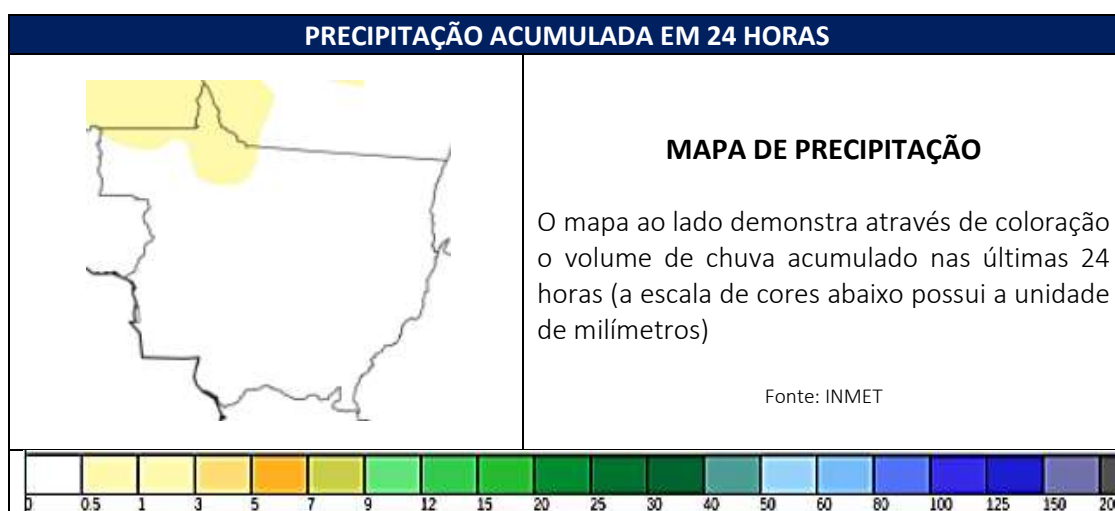 PRECIPITAÇÃO ACUMULADA EM 24 HORAS
MAPA DE PRECIPITAÇÃO
O mapa ao lado demonstra através de coloração
o volume de chuva acumulado nas últimas 24
horas (a escala de cores abaixo possui a unidade
de milímetros)
Fonte: INMET
0 0.5 1 3 5 7 9 12 15 20 25 30 40 50 60 80 100 125 150 200